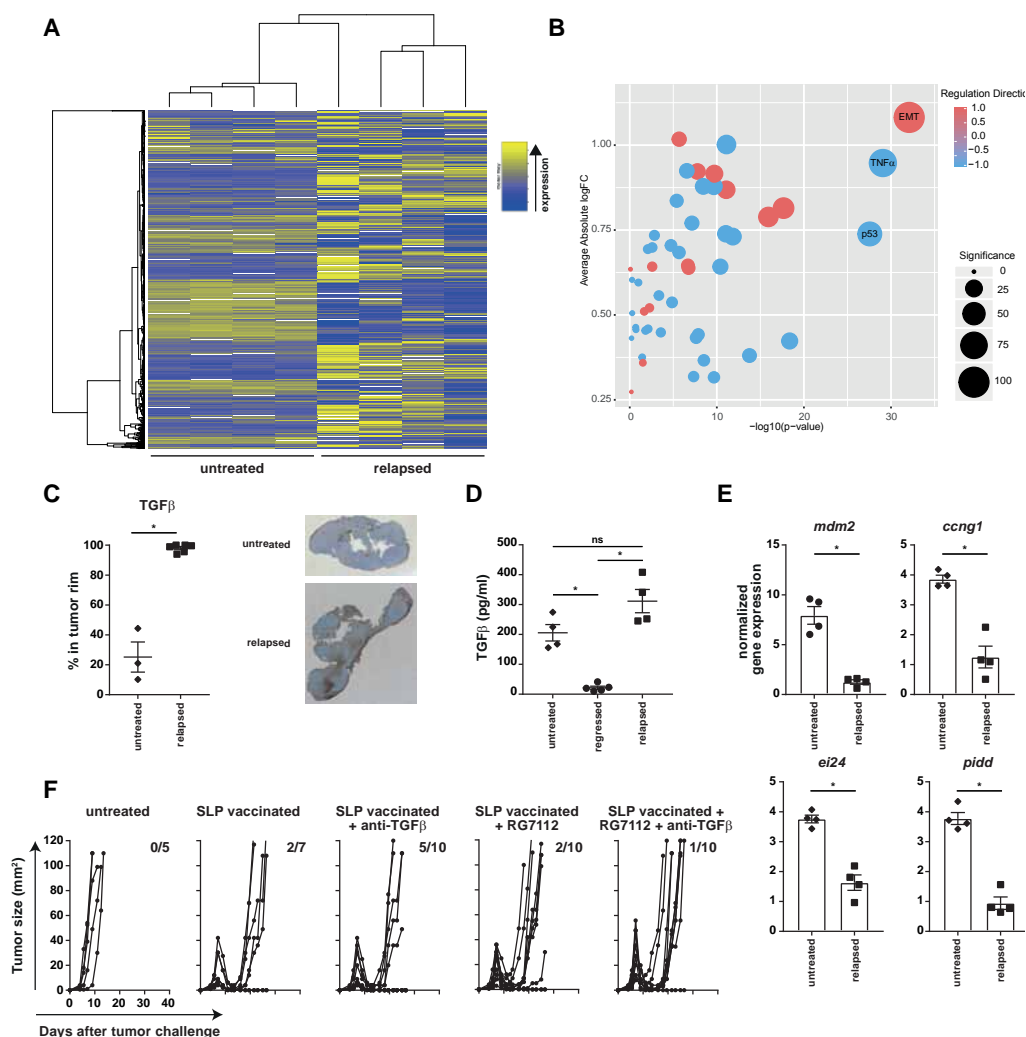 A
expression
untreated
relapsed
B
EMT
TNFα
p53
1.00
0.75
0.50
0.25
Average Absolute logFC
0
10
20
30
−log10(p-value)
Regulation Directio
1.0
0.5
0.0
-0.5
-1.0
Significance
0
25
50
75
100
C
TGFβ
*
100
80
60
40
20
0
% in tumor rim
untreated
relapsed
untreated
relapsed
D
ns
*
*
500
400
300
200
100
0
TGFβ (pg/ml)
untreated
regressed
relapsed
E
mdm2
*
15
10
5
0
normalized
gene expression
untreated
relapsed
ccng1
*
5
4
3
2
1
0
untreated
relapsed
ei24
*
5
4
3
2
1
0
untreated
relapsed
pidd
*
5
4
3
2
1
0
untreated
relapsed
F
untreated
0/5
SLP vaccinated
2/7
SLP vaccinated
+ anti-TGFβ
5/10
SLP vaccinated
+ RG7112
2/10
SLP vaccinated +
RG7112 + anti-TGFβ
1/10
120
100
80
60
40
20
0
Tumor size (mm²)
0 10 20 30 40
Days after tumor challenge